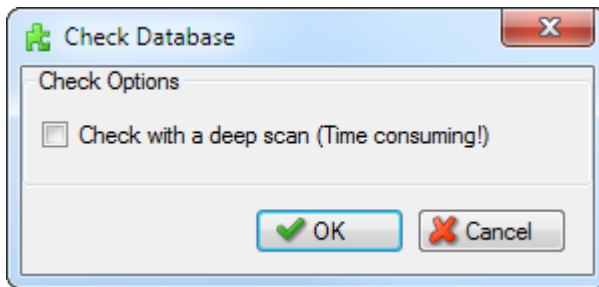 Check Database
Check Options
Check with a deep scan (Time consuming!)
OK
Cancel